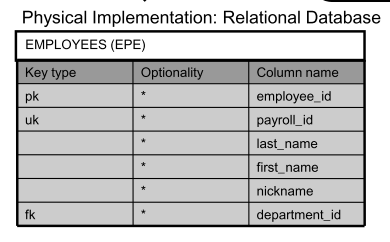 Physical Implementation: Relational Database
EMPLOYEES (EPE)
Key type Optionality Column name
pk * employee_id
uk * payroll_id
* last_name
* first_name
* nickname
fk * department_id